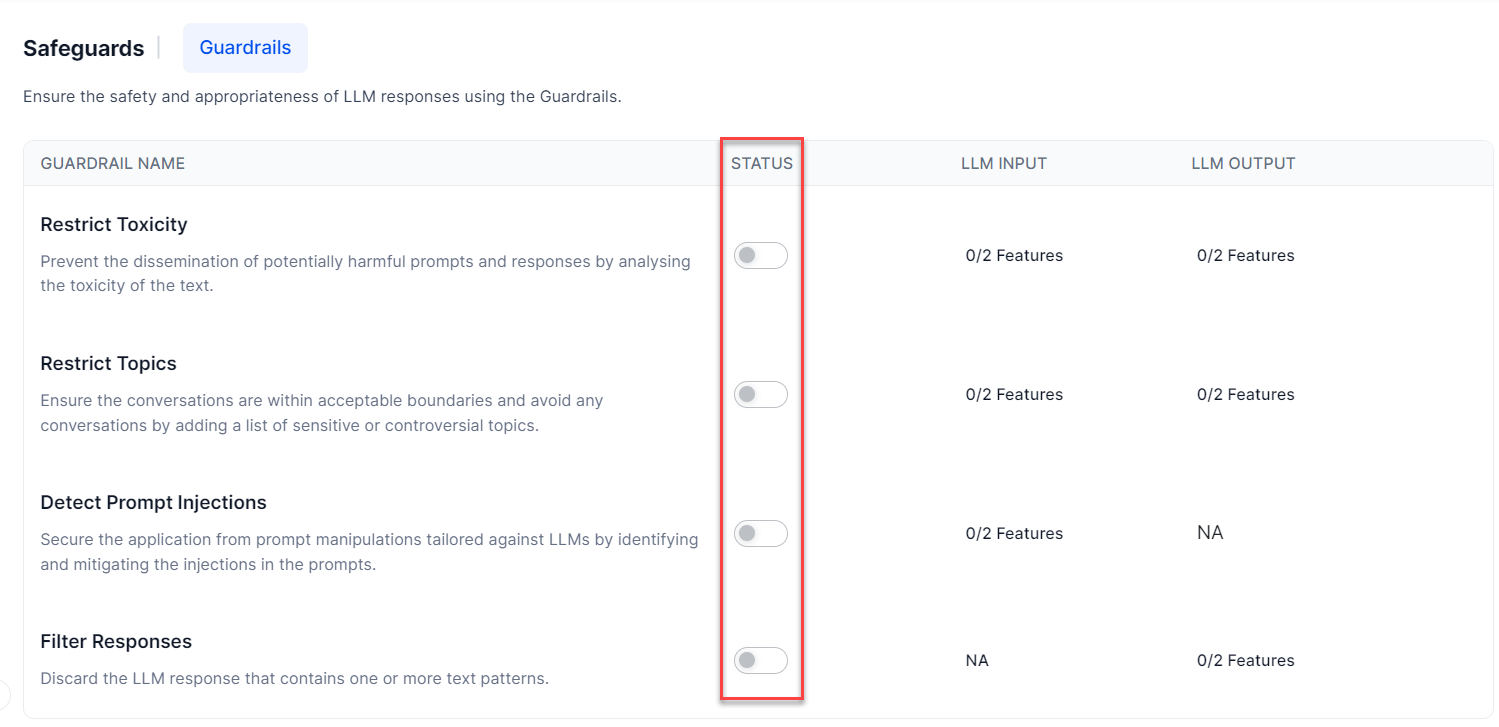 Safeguards
Guardrails
Ensure the safety and appropriateness of LLM responses using the Guardrails.
GUARDRAIL NAME STATUS LLM INPUT LLM OUTPUT
Restrict Toxicity
Prevent the dissemination of potentially harmful prompts and responses by analysing
the toxicity of the text.
0/2 Features 0/2 Features
Restrict Topics
Ensure the conversations are within acceptable boundaries and avoid any
conversations by adding a list of sensitive or controversial topics.
0/2 Features 0/2 Features
Detect Prompt Injections
Secure the application from prompt manipulations tailored against LLMs by identifying
and mitigating the injections in the prompts.
0/2 Features NA
Filter Responses
Discard the LLM response that contains one or more text patterns.
NA 0/2 Features